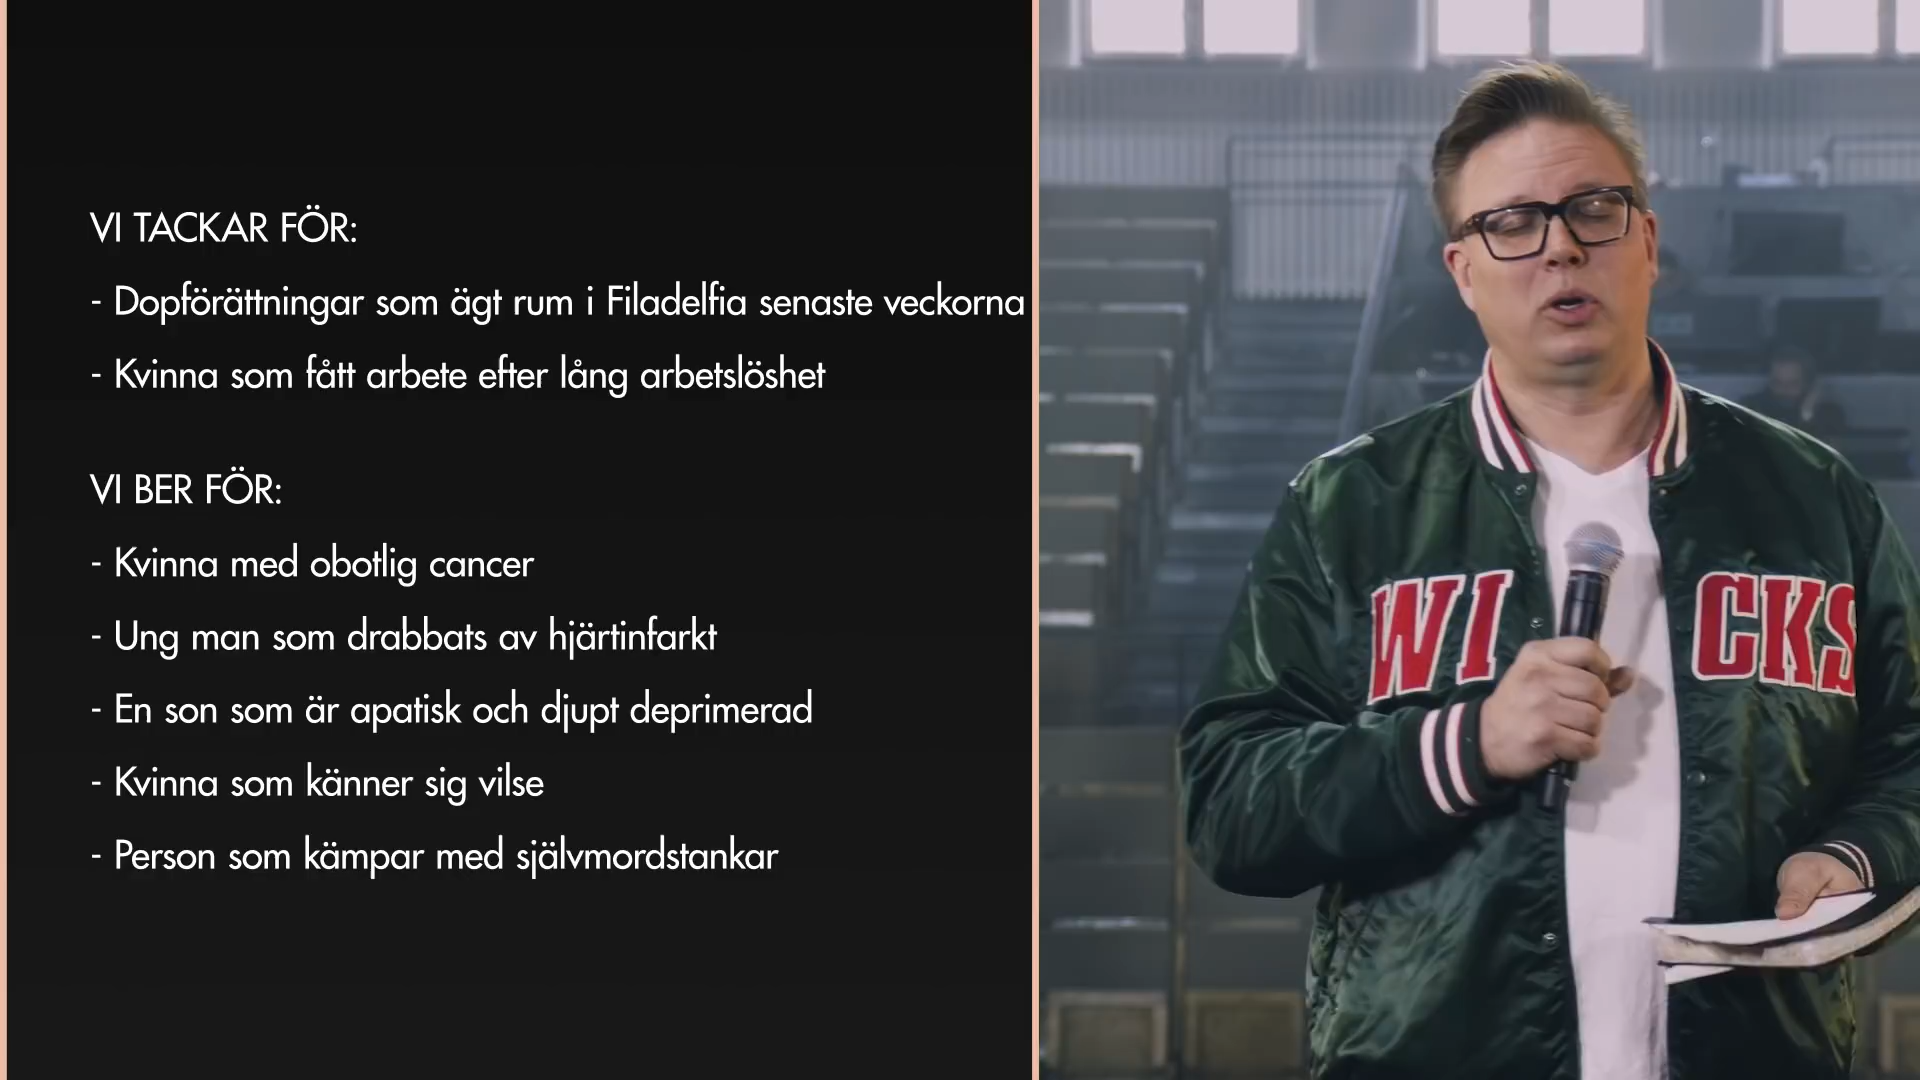 VI TACKAR FÖR:
- Dopförättningar som ägt rum i Filadelfia senaste veckorna
- Kvinna som fått arbete efter lång arbetslöshet
VI BER FÖR:
- Kvinna med obotlig cancer
- Ung man som drabbats av hjärtinfarkt
- En son som är apatisk och djupt deprimerad
- Kvinna som känner sig vilse
- Person som kämpar med självmordstankar
WI CKS